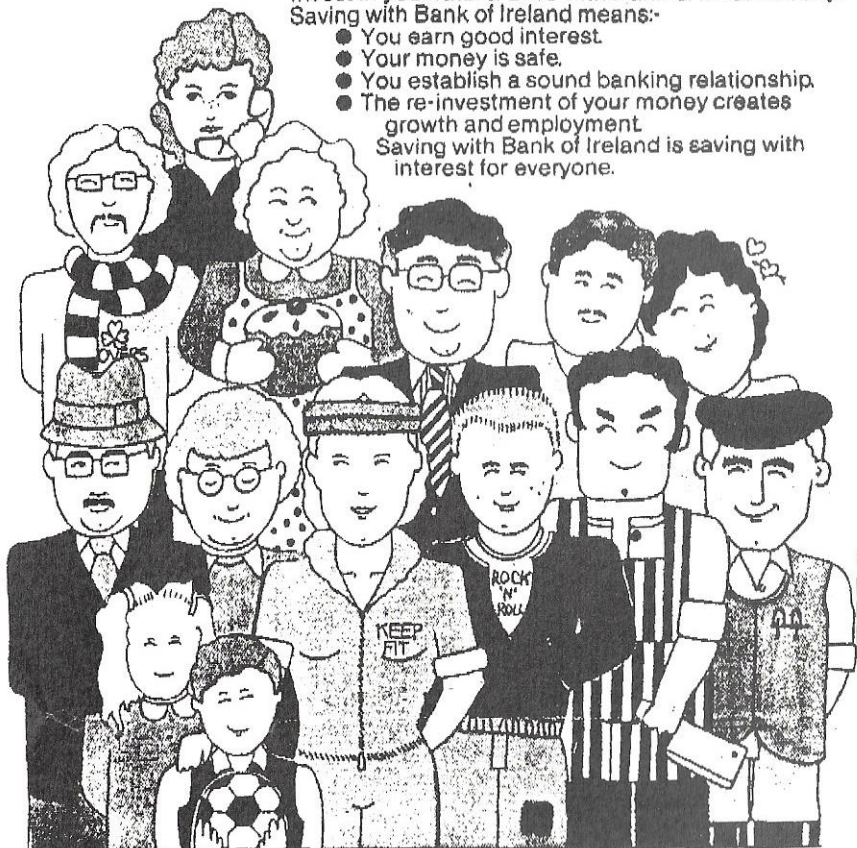 Saving with Bank of Ireland means:-
● You earn good interest.
● Your money is safe.
● You establish a sound banking relationship.
● The re-investment of your money creates
growth and employment.
Saving with Bank of Ireland is saving with
interest for everyone.
OVERS
KEEP
FIT
ROCK
'N'
ROLL